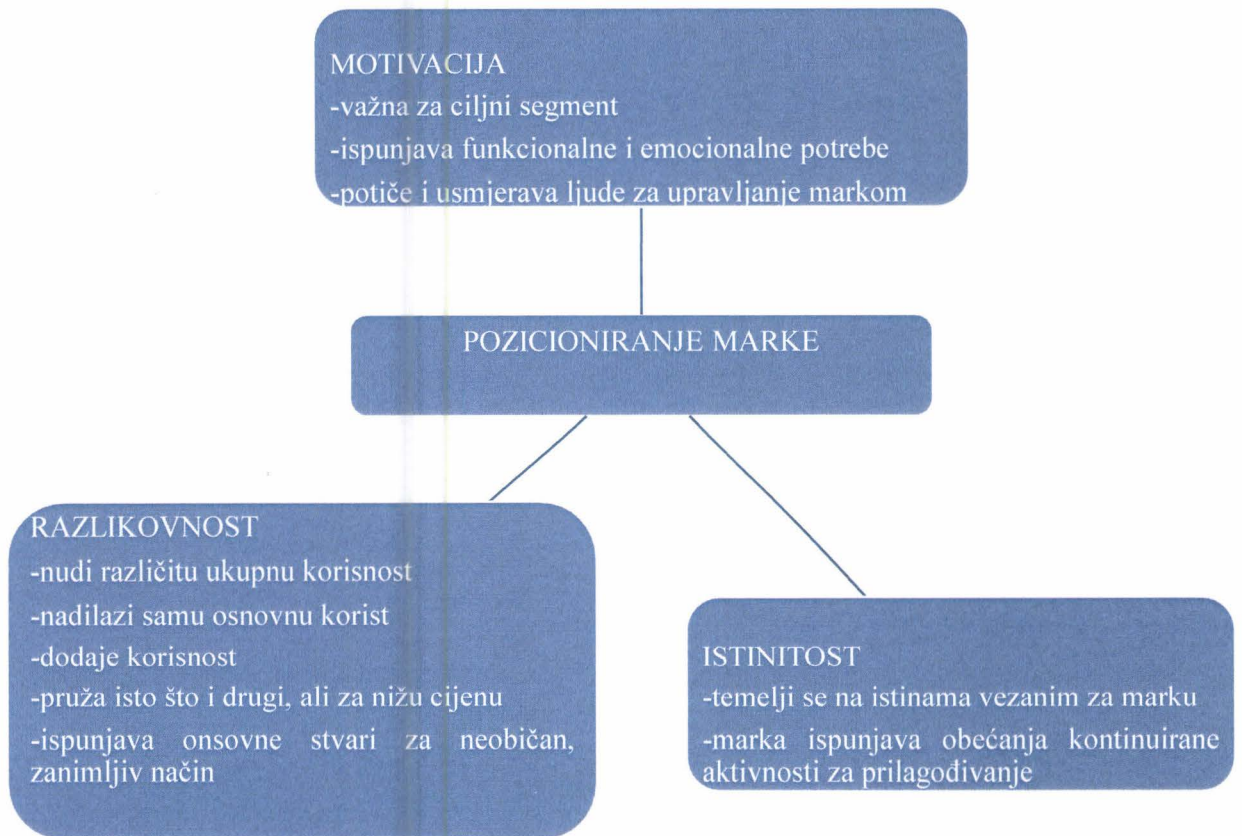 MOTIVACIJA
-važna za ciljni segment
-ispunjava funkcionalne i emocionalne potrebe
-potiče i usmjerava ljude za upravljanje markom
POZICIONIRANJE MARKE
RAZLIKOVNOST
-nudi različitu ukupnu korisnost
-nadilazi samu osnovnu korist
-dodaje korisnost
-pruža isto što i drugi, ali za nižu cijenu
-ispunjava onsovne stvari za neobičan,
zanimljiv način
ISTINITOST
-temelji se na istinama vezanim za marku
-marka ispunjava obećanja kontinuirane
aktivnosti za prilagođivanje